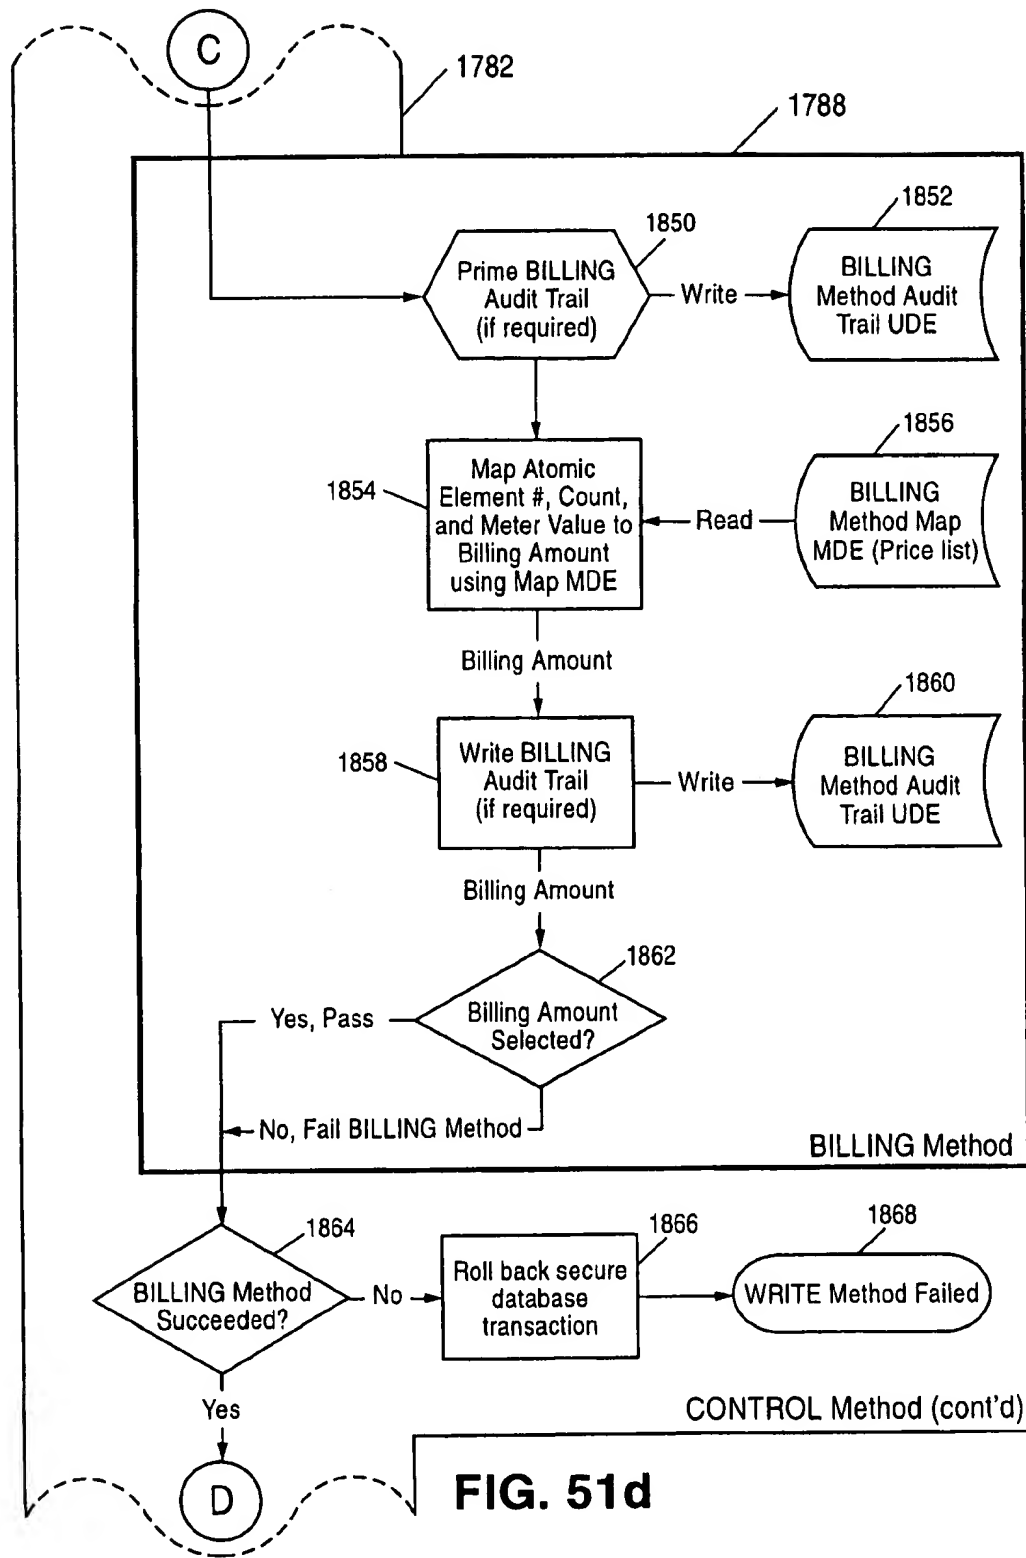 C
1782
1788
1850
1852
Prime BILLING
Audit Trail
(if required)
Write
BILLING
Method Audit
Trail UDE
1854
Map Atomic
Element #, Count,
and Meter Value to
Billing Amount
using Map MDE
Read
1856
BILLING
Method Map
MDE (Price list)
Billing Amount
1858
Write BILLING
Audit Trail
(if required)
Write
1860
BILLING
Method Audit
Trail UDE
Billing Amount
1862
Billing Amount
Selected?
Yes, Pass
No, Fail BILLING Method
BILLING Method
1864
BILLING Method
Succeeded?
No
1866
Roll back secure
database
transaction
1868
WRITE Method Failed
Yes
CONTROL Method (cont'd)
D
FIG. 51d